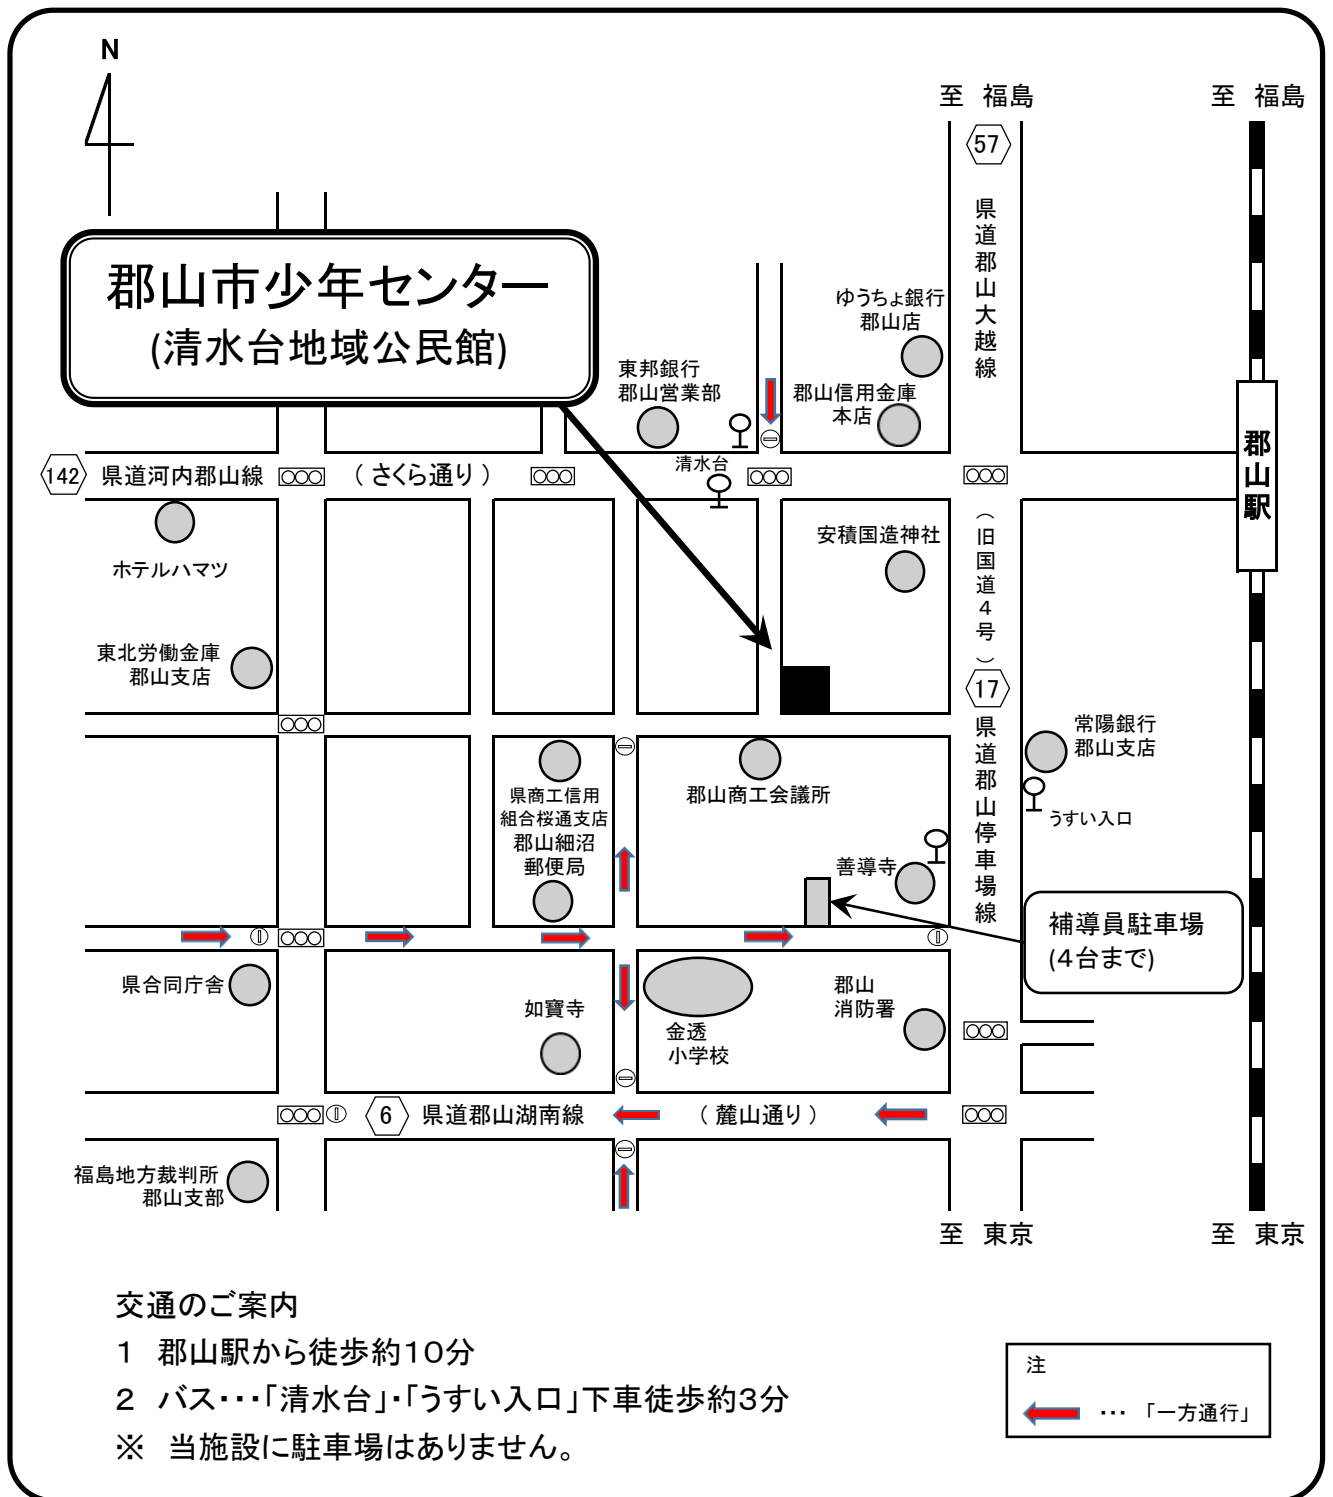 N
至 福島
至 福島
57
県道郡山大越線
郡山市少年センター
(清水台地域公民館)
ゆうちょ銀行
郡山店
東邦銀行
郡山営業部
郡山信用金庫
本店
郡山駅
清水台
142
県道河内郡山線
（さくら通り）
（旧国道４号）
安積国造神社
ホテルハマツ
東北労働金庫
郡山支店
17
県道郡山停車場線
常陽銀行
郡山支店
うすい入口
県商工信用
組合桜通支店
郡山細沼
郵便局
郡山商工会議所
善導寺
補導員駐車場
(４台まで)
県合同庁舎
如寳寺
金透
小学校
郡山
消防署
6
県道郡山湖南線
（麓山通り）
福島地方裁判所
郡山支部
至 東京
至 東京
交通のご案内
１ 郡山駅から徒歩約１０分
２ バス・・・「清水台」・「うすい入口」下車徒歩約３分
※ 当施設に駐車場はありません。
注
… 「一方通行」